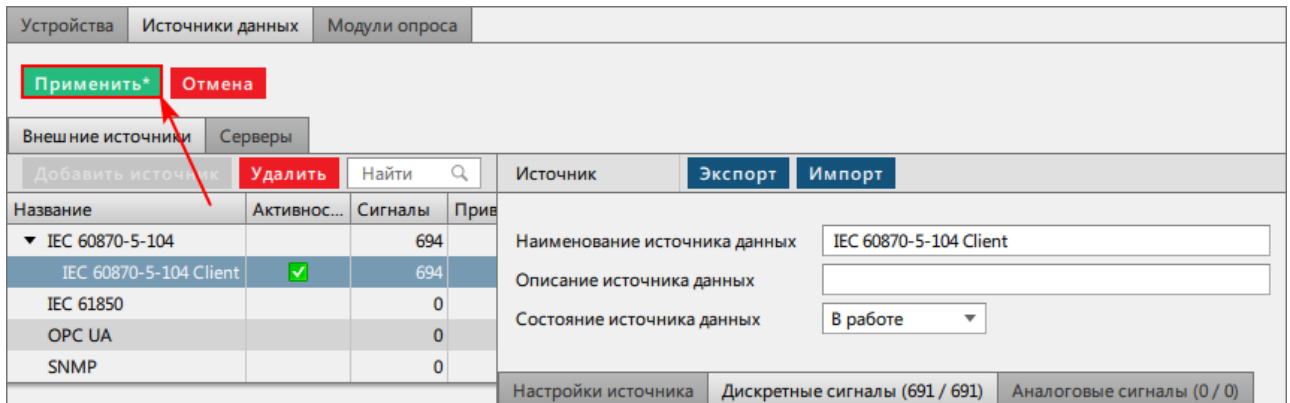 Устройства Источники данных Модули опроса
Применить* Отмена
Внешние источники Серверы
Добавить источник Удалить Найти Источник Экспорт Импорт
Название Активнос... Сигналы Прив
IEC 60870-5-104 694 Наименование источника данных IEC 60870-5-104 Client
IEC 60870-5-104 Client 694 Описание источника данных
IEC 61850 0 Состояние источника данных В работе
OPC UA 0
SNMP 0
Настройки источника Дискретные сигналы (691 / 691) Аналоговые сигналы (0 / 0)